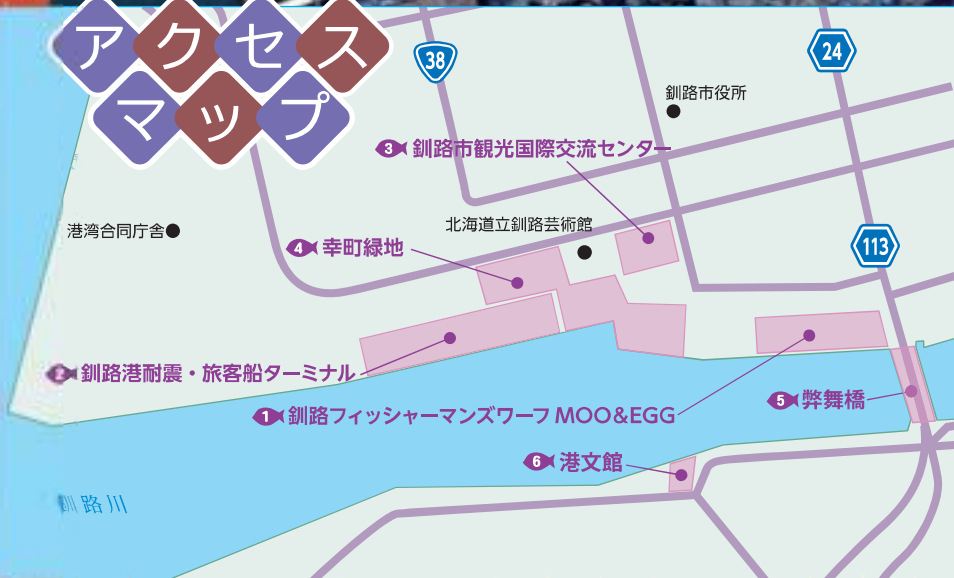 アクセス
マップ
38
24
釧路市役所
3 釧路市観光国際交流センター
北海道立釧路芸術館
港湾合同庁舎
4 幸町緑地
113
2 釧路港耐震・旅客船ターミナル
1 釧路フィッシャーマンズワーフ MOO&EGG
5 弊舞橋
6 港文館
釧路川